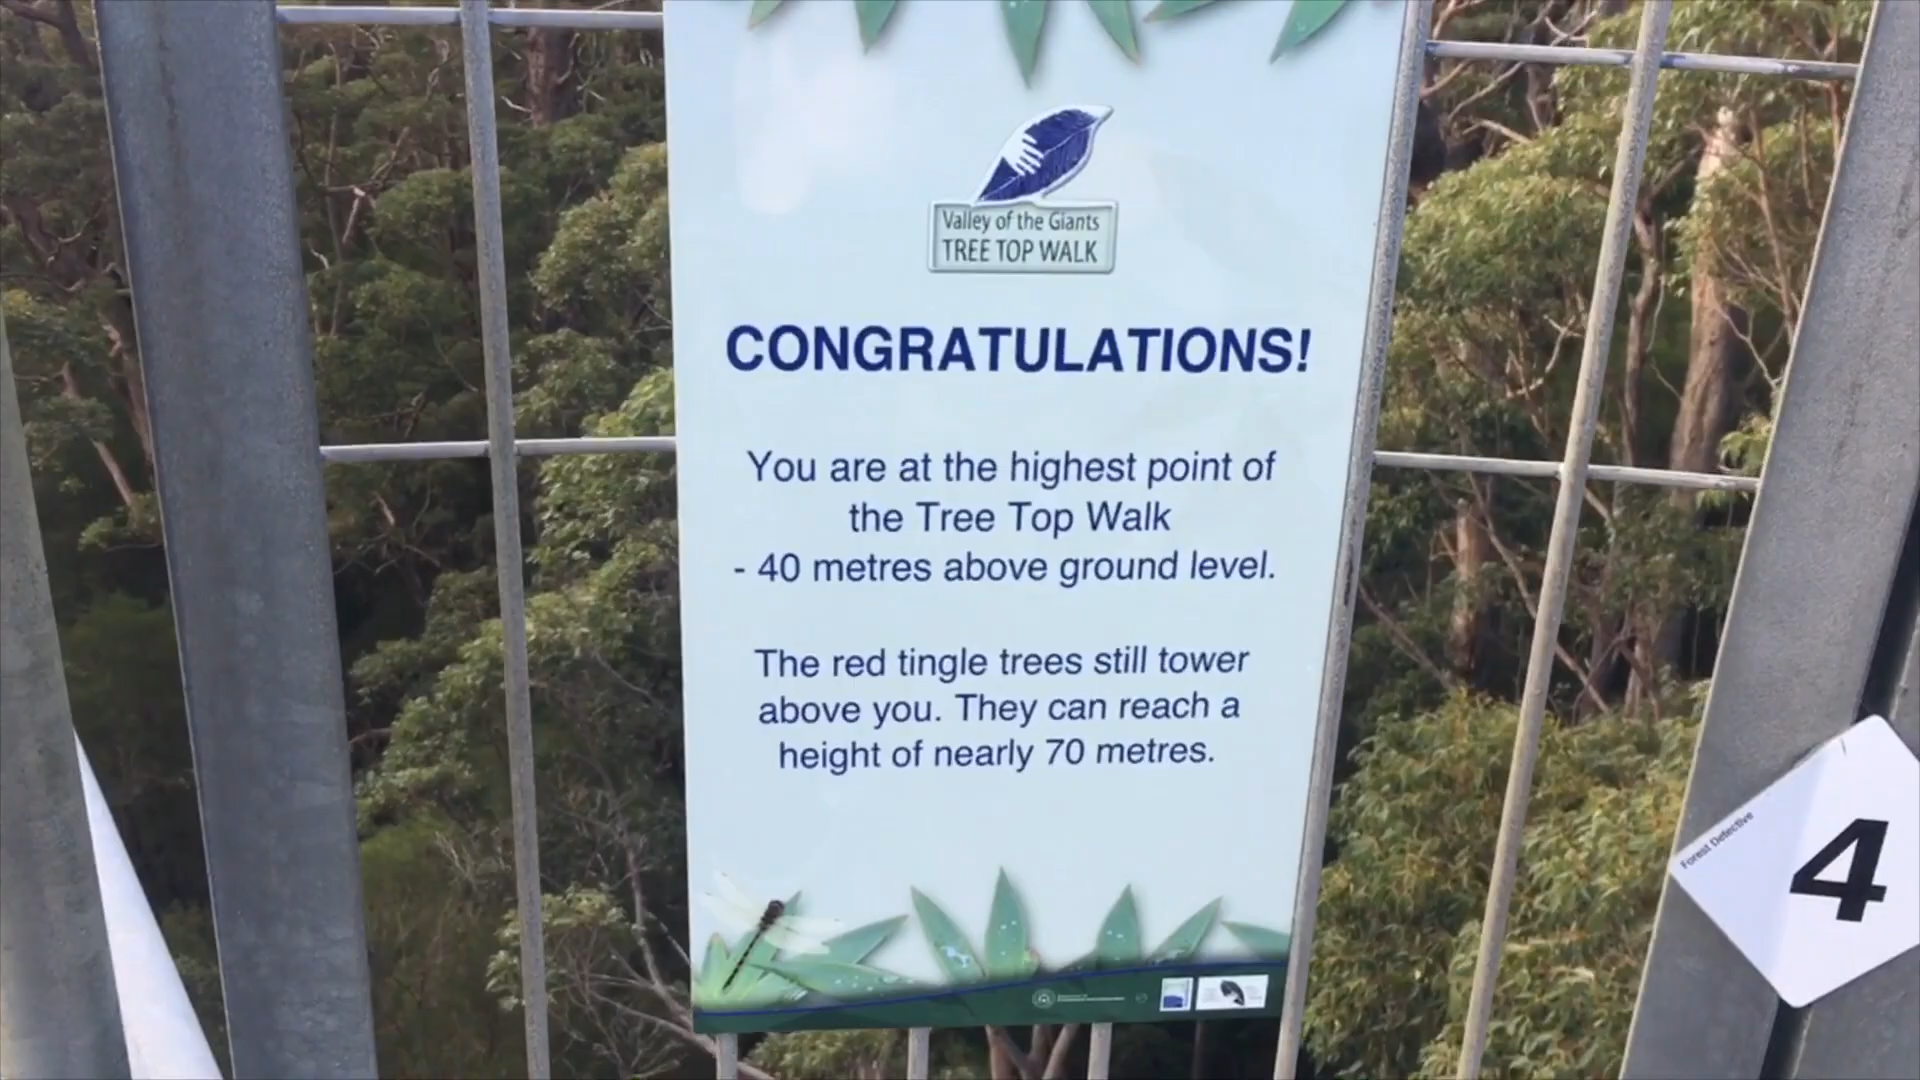 Valley of the Giants
TREE TOP WALK
CONGRATULATIONS!
You are at the highest point of
the Tree Top Walk
- 40 metres above ground level.
The red tingle trees still tower
above you. They can reach a
height of nearly 70 metres.
Forest Detective
4